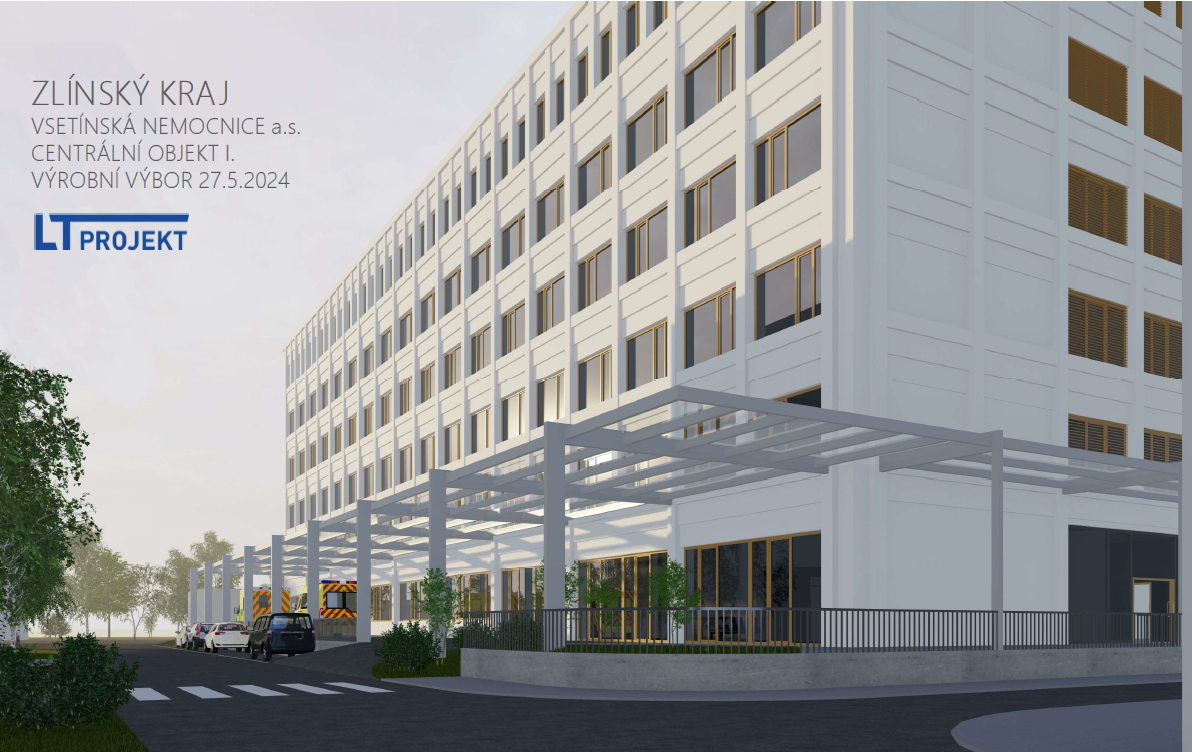 ZLÍNSKÝ KRAJ
VSETÍNSKÁ NEMOCNICE a.s.
CENTRÁLNÍ OBJEKT I.
VÝROBNÍ VÝBOR 27.5.2024
LT PROJEKT